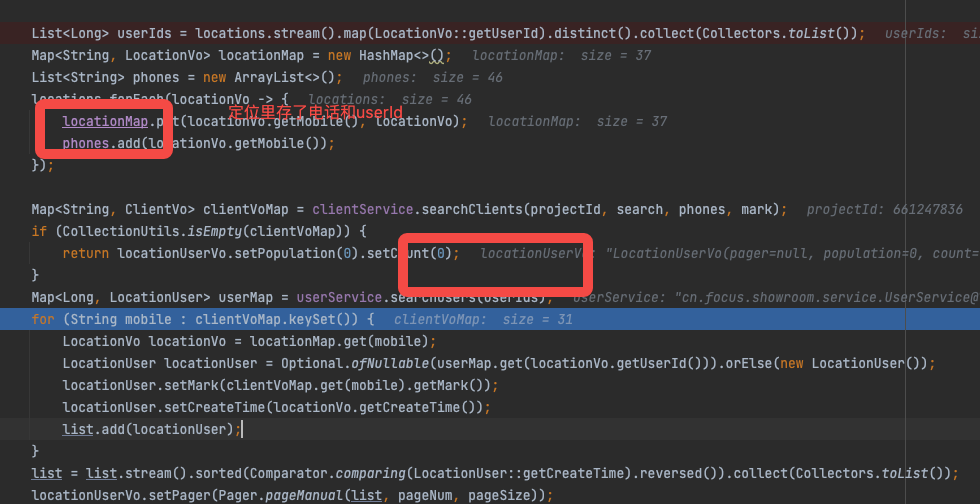 List<Long> userIds = locations.stream().map(LocationVo::getUserId).distinct().collect(Collectors.toList()); userIds:
Map<String, LocationVo> locationMap = new HashMap<>(); locationMap: size = 37
List<String> phones = new ArrayList<>(); phones: size = 46
locations.forEach(locationVo -> { locations: size = 46
定位里存了电话和userId
locationMap.put(locationVo.getMobile(), locationVo); locationMap: size = 37
phones.add(locationVo.getMobile());
});
Map<String, ClientVo> clientVoMap = clientService.searchClients(projectId, search, phones, mark); projectId: 661247836
if (CollectionUtils.isEmpty(clientVoMap)) {
return locationUserVo.setPopulation(0).setCount(0); locationUserVo: "LocationUserVo(pager=null, population=0, count=
}
Map<Long, LocationUser> userMap = userService.searchUsers(userIds); userService: "cn.focus.showroom.service.UserService@
for (String mobile : clientVoMap.keySet()) { clientVoMap: size = 31
LocationVo locationVo = locationMap.get(mobile);
LocationUser locationUser = Optional.ofNullable(userMap.get(locationVo.getUserId())).orElse(new LocationUser());
locationUser.setMark(clientVoMap.get(mobile).getMark());
locationUser.setCreateTime(locationVo.getCreateTime());
list.add(locationUser);
}
list = list.stream().sorted(Comparator.comparing(LocationUser::getCreateTime).reversed()).collect(Collectors.toList());
locationUserVo.setPager(Pager.pageManual(list, pageNum, pageSize));